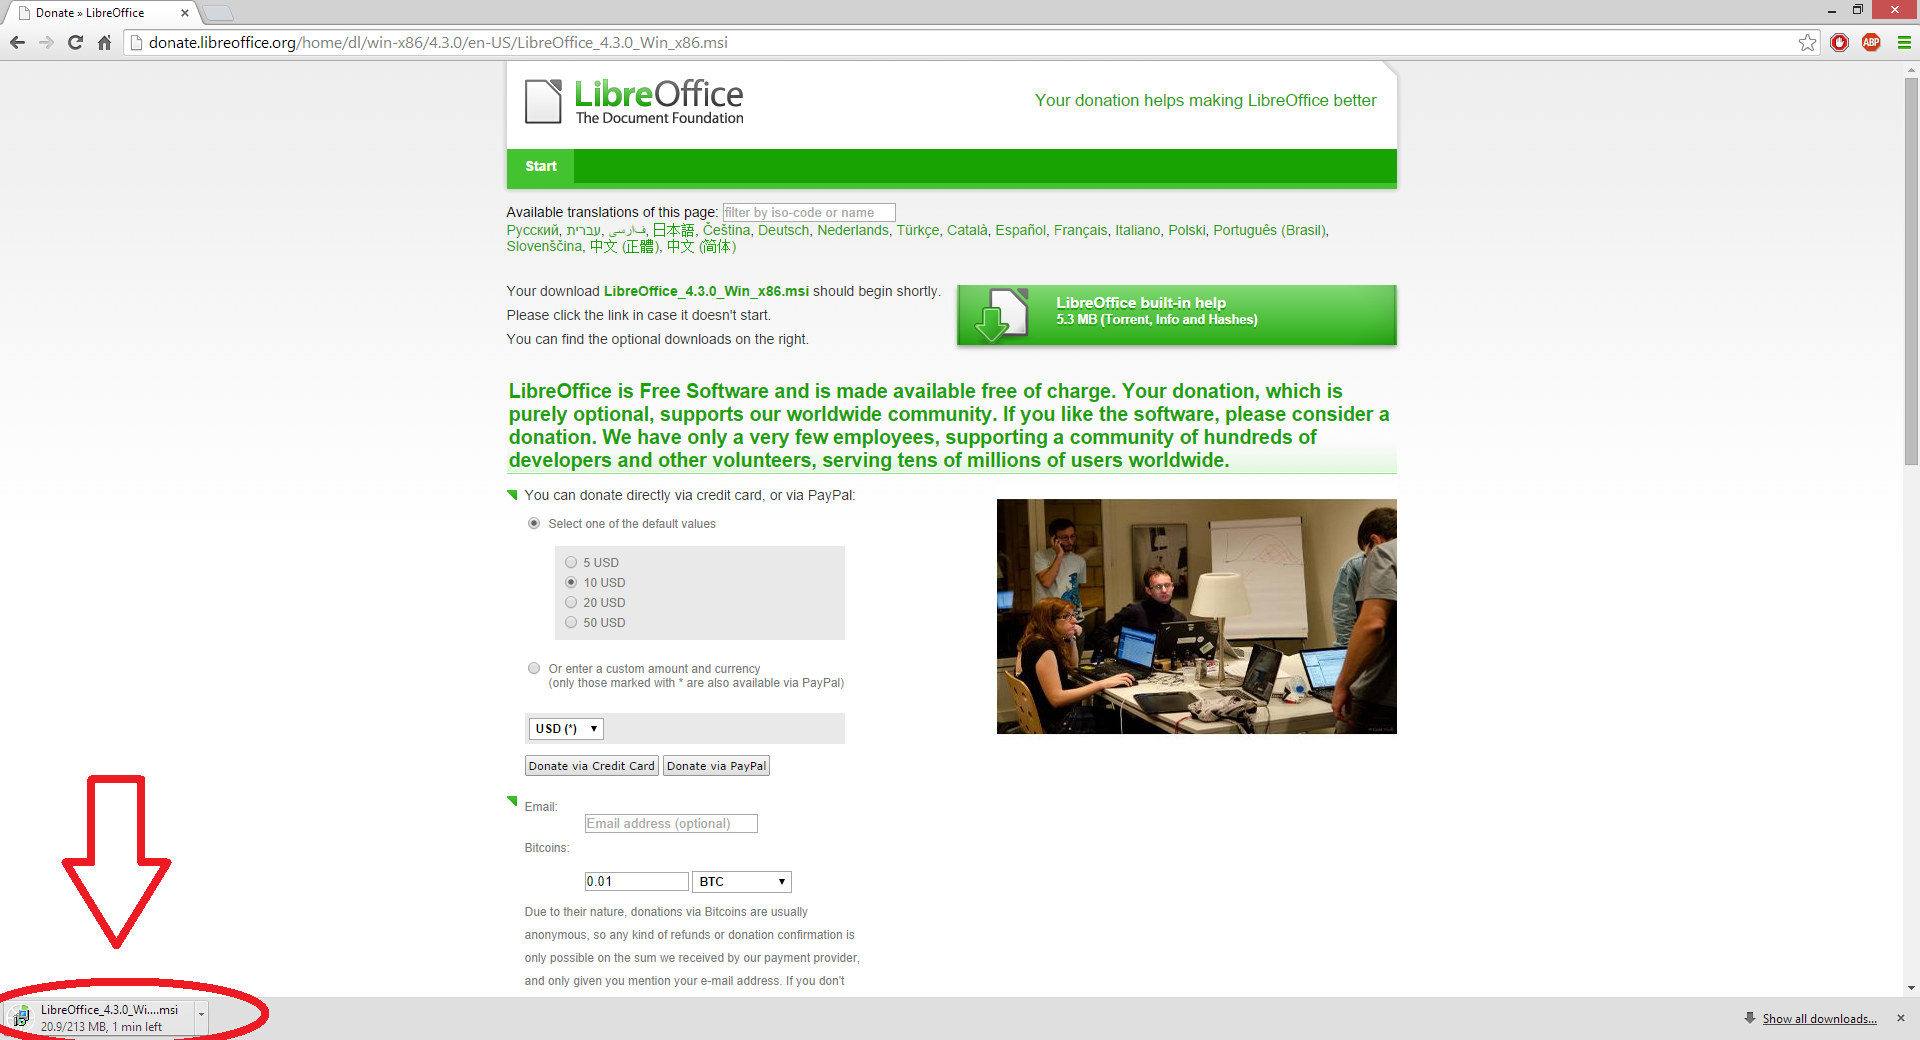 Donate » LibreOffice
donate.libreoffice.org/home/dl/win-x86/4.3.0/en-US/LibreOffice_4.3.0_Win_x86.msi
ABP
LibreOffice
The Document Foundation
Your donation helps making LibreOffice better
Start
Available translations of this page: filter by iso-code or name
Русский, עברית, فارسی, 日本語, Čeština, Deutsch, Nederlands, Türkçe, Català, Español, Français, Italiano, Polski, Português (Brasil),
Slovenščina, 中文 (正體), 中文 (简体)
Your download LibreOffice_4.3.0_Win_x86.msi should begin shortly.
Please click the link in case it doesn't start.
You can find the optional downloads on the right.
LibreOffice built-in help
5.3 MB (Torrent, Info and Hashes)
LibreOffice is Free Software and is made available free of charge. Your donation, which is
purely optional, supports our worldwide community. If you like the software, please consider a
donation. We have only a very few employees, supporting a community of hundreds of
developers and other volunteers, serving tens of millions of users worldwide.
You can donate directly via credit card, or via PayPal:
Select one of the default values
5 USD
10 USD
20 USD
50 USD
Or enter a custom amount and currency
(only those marked with * are also available via PayPal)
USD (*)
Donate via Credit Card Donate via PayPal
Email:
Email address (optional)
Bitcoins:
0.01 BTC
Due to their nature, donations via Bitcoins are usually
anonymous, so any kind of refunds or donation confirmation is
only possible on the sum we received by our payment provider,
and only given you mention your e-mail address. If you don't
LibreOffice_4.3.0_Wi....msi
20.9/213 MB, 1 min left
Show all downloads...